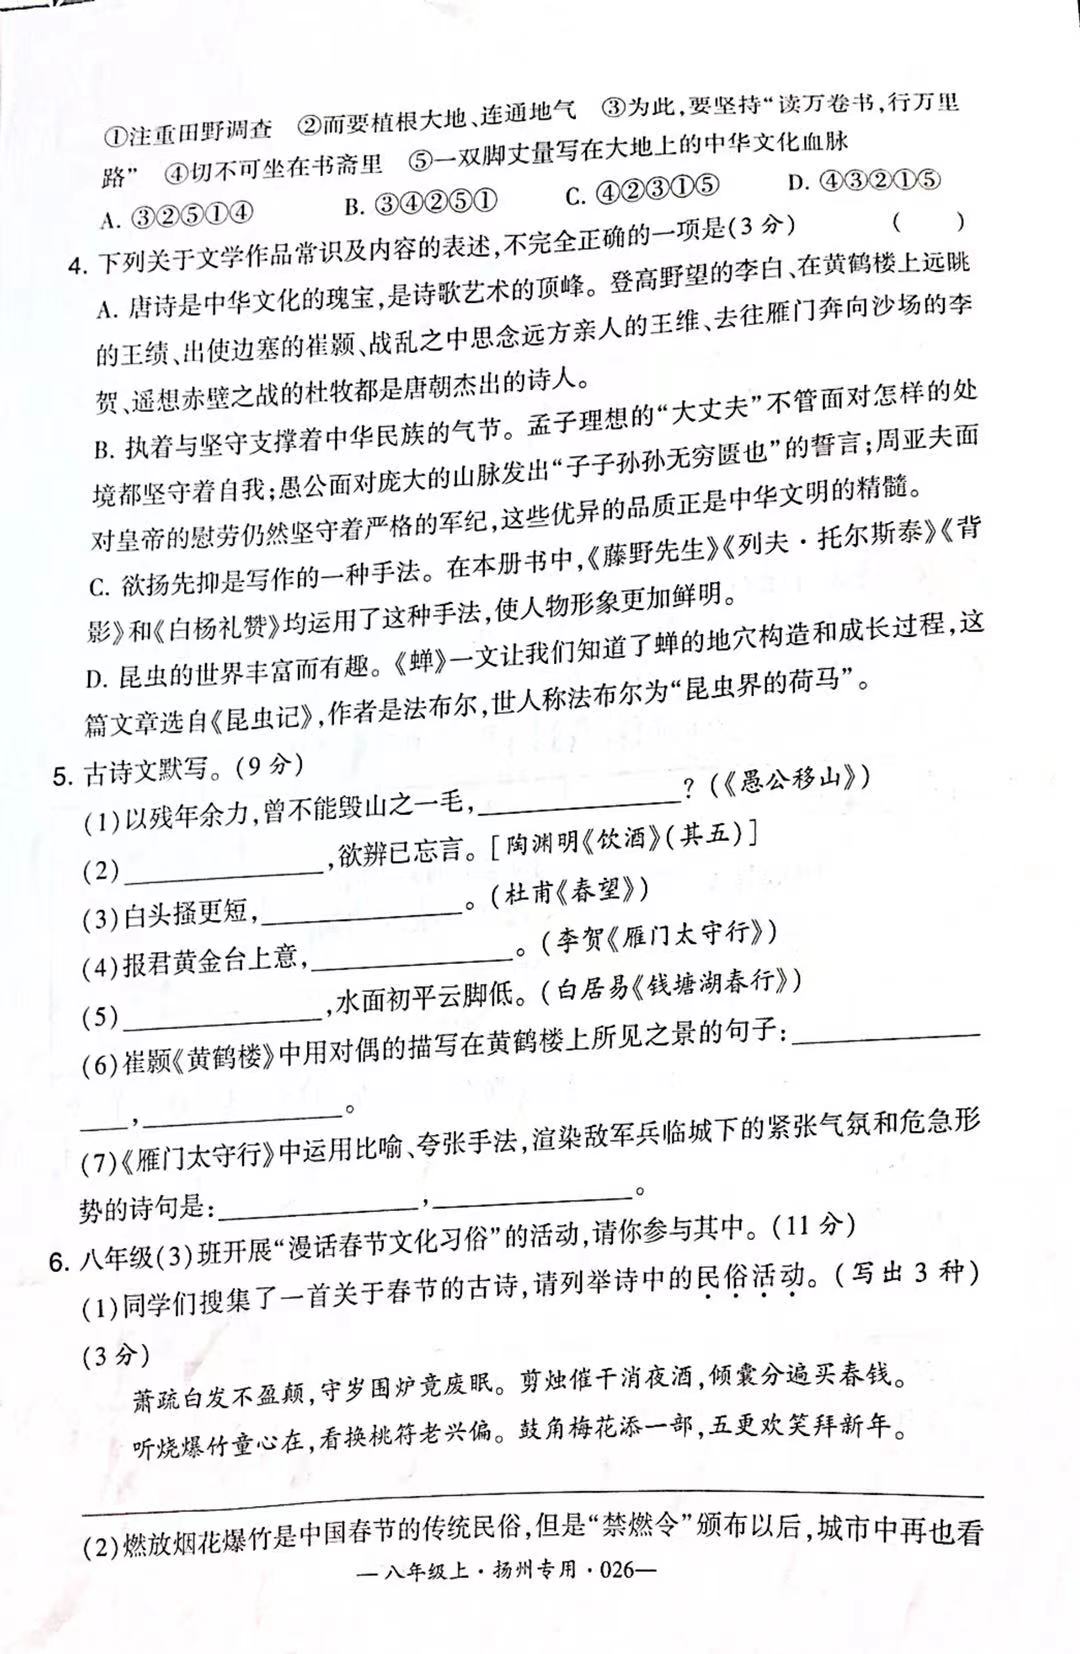 ①注重田野调查　②而要植根大地、连通地气　③为此,要坚持“读万卷书,行万里
路”　④切不可坐在书斋里　⑤一双脚丈量写在大地上的中华文化血脉
A. ③②⑤①④　B. ③④②⑤①　C. ④②③①⑤　D. ④③②①⑤
4. 下列关于文学作品常识及内容的表述,不完全正确的一项是(3 分)　(　　)
A. 唐诗是中华文化的瑰宝,是诗歌艺术的顶峰。登高野望的李白、在黄鹤楼上远眺
的王绩、出使边塞的崔颢、战乱之中思念远方亲人的王维、去往雁门奔向沙场的李
贺、遥想赤壁之战的杜牧都是唐朝杰出的诗人。
B. 执着与坚守支撑着中华民族的气节。孟子理想的“大丈夫”不管面对怎样的处
境都坚守着自我;愚公面对庞大的山脉发出“子子孙孙无穷匮也”的誓言;周亚夫面
对皇帝的慰劳仍然坚守着严格的军纪,这些优异的品质正是中华文明的精髓。
C. 欲扬先抑是写作的一种手法。在本册书中,《藤野先生》《列夫·托尔斯泰》《背
影》和《白杨礼赞》均运用了这种手法,使人物形象更加鲜明。
D. 昆虫的世界丰富而有趣。《蝉》一文让我们知道了蝉的地穴构造和成长过程,这
篇文章选自《昆虫记》,作者是法布尔,世人称法布尔为“昆虫界的荷马”。
5. 古诗文默写。(9 分)
(1)以残年余力,曾不能毁山之一毛,________________?(《愚公移山》)
(2)________________,欲辨已忘言。[陶渊明《饮酒》(其五)]
(3)白头搔更短,________________。(杜甫《春望》)
(4)报君黄金台上意,________________。(李贺《雁门太守行》)
(5)________________,水面初平云脚低。(白居易《钱塘湖春行》)
(6)崔颢《黄鹤楼》中用对偶的描写在黄鹤楼上所见之景的句子:________________
____,________________。
(7)《雁门太守行》中运用比喻、夸张手法,渲染敌军兵临城下的紧张气氛和危急形
势的诗句是:________________,________________。
6. 八年级(3)班开展“漫话春节文化习俗”的活动,请你参与其中。(11 分)
(1)同学们搜集了一首关于春节的古诗,请列举诗中的民俗活动。(写出 3 种)
(3分)
萧疏白发不盈颠,守岁围炉竟废眠。剪烛催干消夜酒,倾囊分遍买春钱。
听烧爆竹童心在,看换桃符老兴偏。鼓角梅花添一部,五更欢笑拜新年。
(2)燃放烟花爆竹是中国春节的传统民俗,但是“禁燃令”颁布以后,城市中再也看
—八年级上·扬州专用·026—